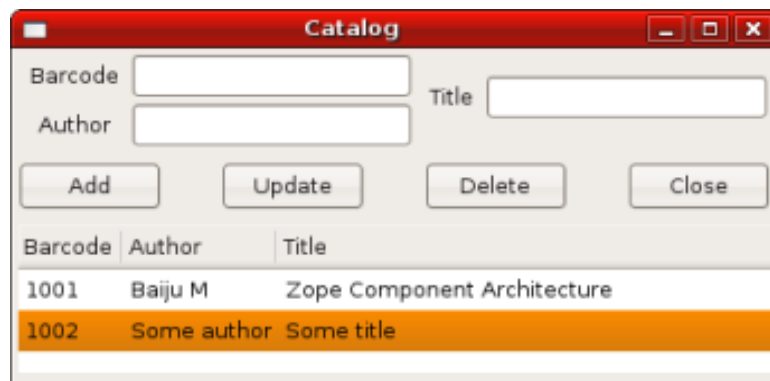 Catalog
Barcode
Title
Author
Add Update Delete Close
Barcode Author Title
1001 Baiju M Zope Component Architecture
1002 Some author Some title